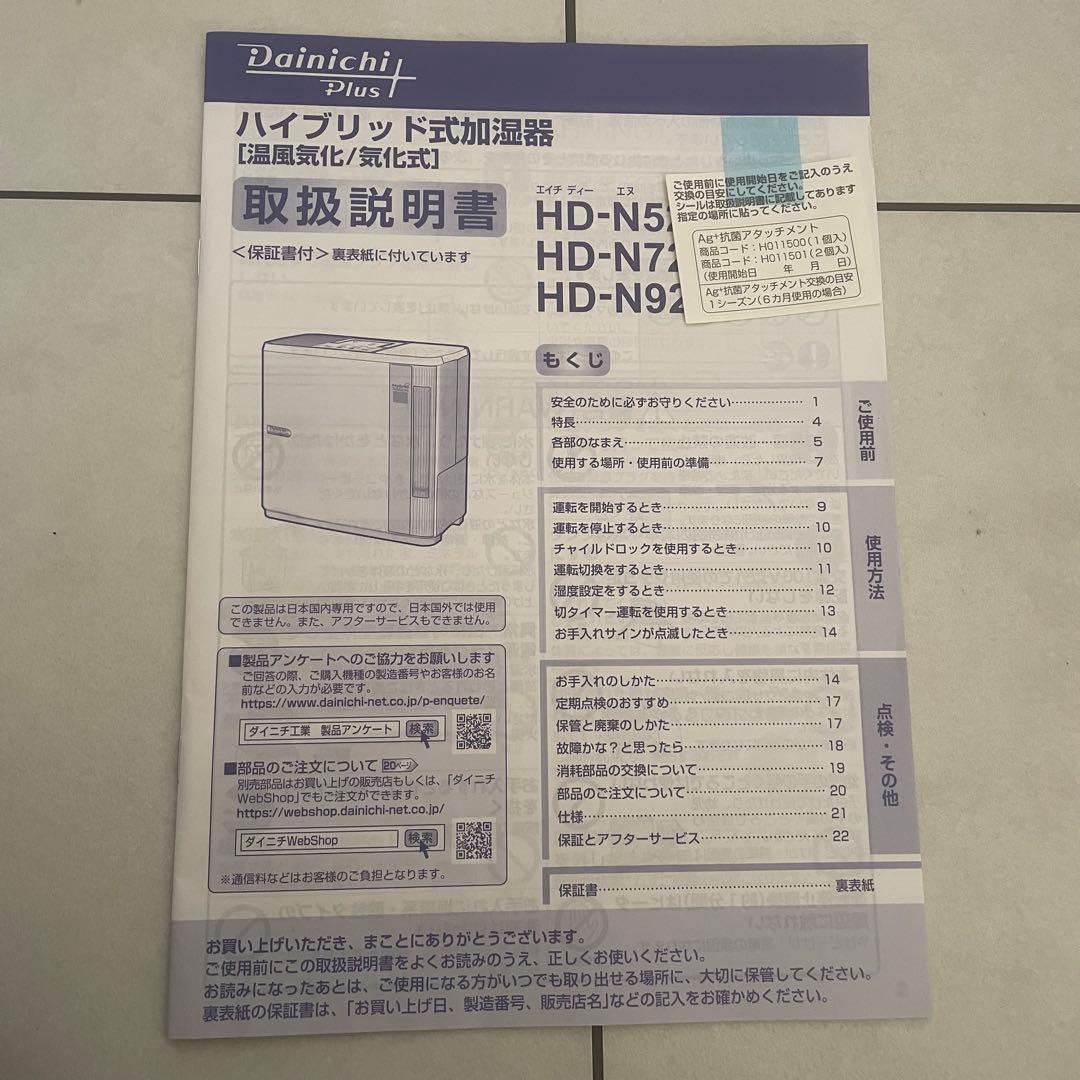 Dainichi
Plus
ハイブリッド式加湿器
[温風気化/気化式]
取扱説明書
<保証書付>裏表紙に付いています
エイチ ディー エヌ
HD-N52
HD-N72
HD-N92
ご使用前に使用開始日をご記入のうえ
交換の目安にしてください。
シールは取扱説明書に記載してあります
指定の場所に貼ってください。
Ag+抗菌アタッチメント
商品コード:H011500(1個入)
商品コード:H011501(2個入)
(使用開始日 年 月 日)
Ag+抗菌アタッチメント交換の目安
1シーズン(6カ月使用の場合)
もくじ
安全のために必ずお守りください……………… 1
特長……………… 4
各部のなまえ……………… 5
使用する場所・使用前の準備……………… 7
ご使用前
運転を開始するとき……………… 9
運転を停止するとき……………… 10
チャイルドロックを使用するとき……………… 10
運転切換をするとき……………… 11
湿度設定をするとき……………… 12
切タイマー運転を使用するとき……………… 13
お手入れサインが点滅したとき……………… 14
使用方法
お手入れのしかた……………… 14
定期点検のおすすめ……………… 17
保管と廃棄のしかた……………… 17
故障かな?と思ったら……………… 18
消耗部品の交換について……………… 19
部品のご注文について……………… 20
仕様……………… 21
保証とアフターサービス……………… 22
点検・その他
保証書……………… 裏表紙
この製品は日本国内専用ですので、日本国外では使用
できません。また、アフターサービスもできません。
■製品アンケートへのご協力をお願いします
ご回答の際、ご購入機種の製造番号やお客様のお名
前などの入力が必要です。
https://www.dainichi-net.co.jp/p-enquete/
ダイニチ工業 製品アンケート 検索
■部品のご注文について 20ページ
別売部品はお買い上げの販売店もしくは、「ダイニチ
WebShop」でもご注文ができます。
https://webshop.dainichi-net.co.jp/
ダイニチWebShop 検索
※通信料などはお客様のご負担となります。
お買い上げいただき、まことにありがとうございます。
ご使用前にこの取扱説明書をよくお読みのうえ、正しくお使いください。
お読みになったあとは、ご使用になる方がいつでも取り出せる場所に、大切に保管してください。
裏表紙の保証書は、「お買い上げ日、製造番号、販売店名」などの記入をお確かめください。